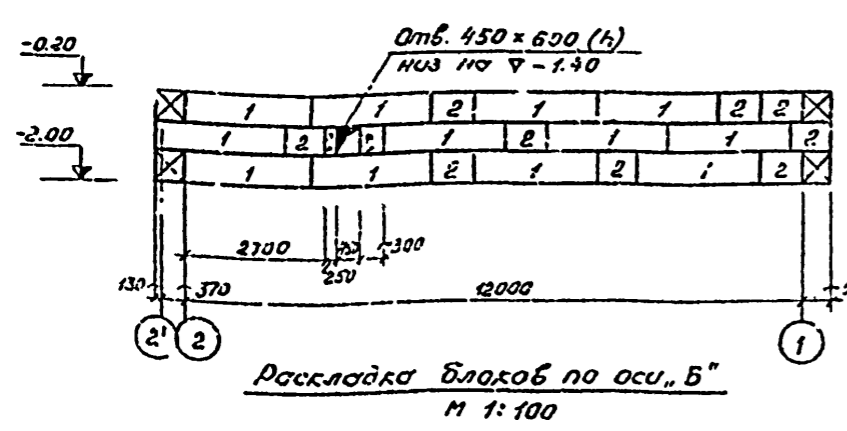 Отв. 450 × 600 (h)
низ на ∇ - 1.40
-0.20
1 1 2 1 1 2 2
-2.00
1 2 1 2 1 1 2
1 1 2 1 2 1 2
2700 250 300
130 370 12000
2' 2 1
Раскладка блоков по оси „Б"
М 1:100